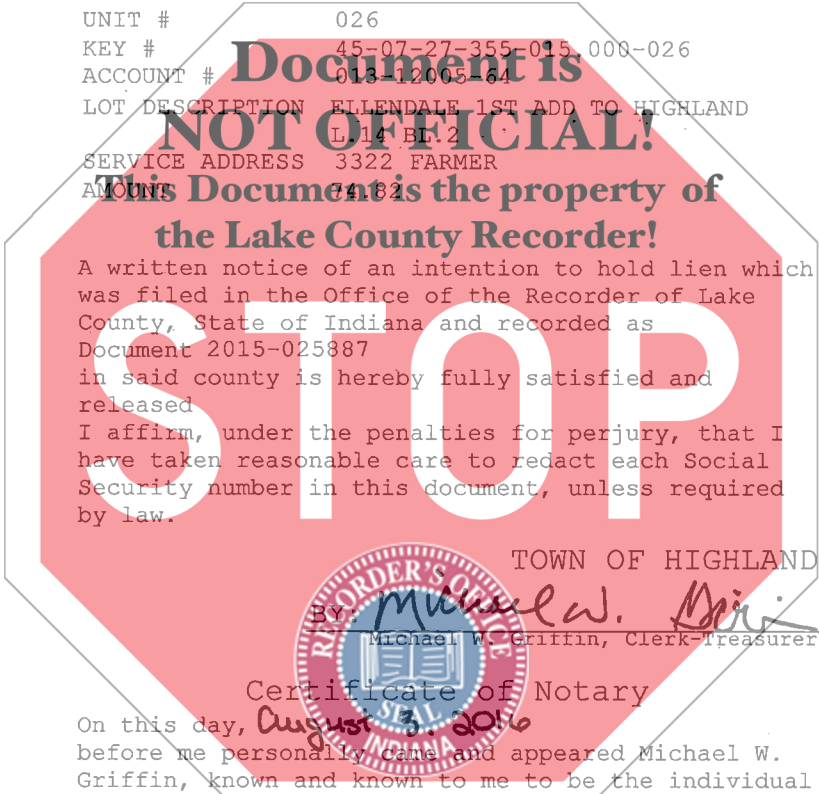 UNIT # 026
KEY # 45-07-27-355-015.000-026
Document is
ACCOUNT # 013-12005-64
LOT DESCRIPTION ELLENDALE 1ST ADD TO HIGHLAND
NOT OFFICIAL!
L.14 BL.2
SERVICE ADDRESS 3322 FARMER
AMOUNT 74.82
This Document is the property of
the Lake County Recorder!
A written notice of an intention to hold lien which
was filed in the Office of the Recorder of Lake
County, State of Indiana and recorded as
Document 2015-025887
in said county is hereby fully satisfied and
released
I affirm, under the penalties for perjury, that I
have taken reasonable care to redact each Social
Security number in this document, unless required
by law.
STOP
TOWN OF HIGHLAND
BY: Michael W. Griffin
Michael W. Griffin, Clerk-Treasurer
RECORDER'S OFFICE
SEAL
INDIANA
Certificate of Notary
On this day, August 3, 2016
before me personally came and appeared Michael W.
Griffin, known and known to me to be the individual